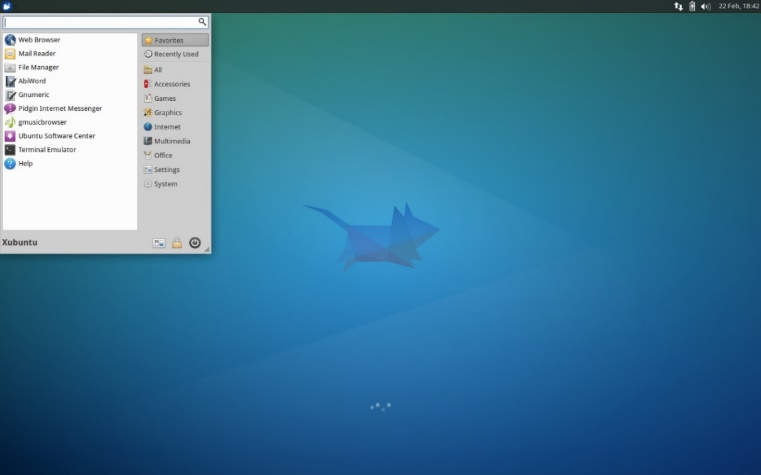 22 Feb, 18:42
Web Browser
Mail Reader
File Manager
AbiWord
Gnumeric
Pidgin Internet Messenger
gmusicbrowser
Ubuntu Software Center
Terminal Emulator
Help
Favorites
Recently Used
All
Accessories
Games
Graphics
Internet
Multimedia
Office
Settings
System
Xubuntu